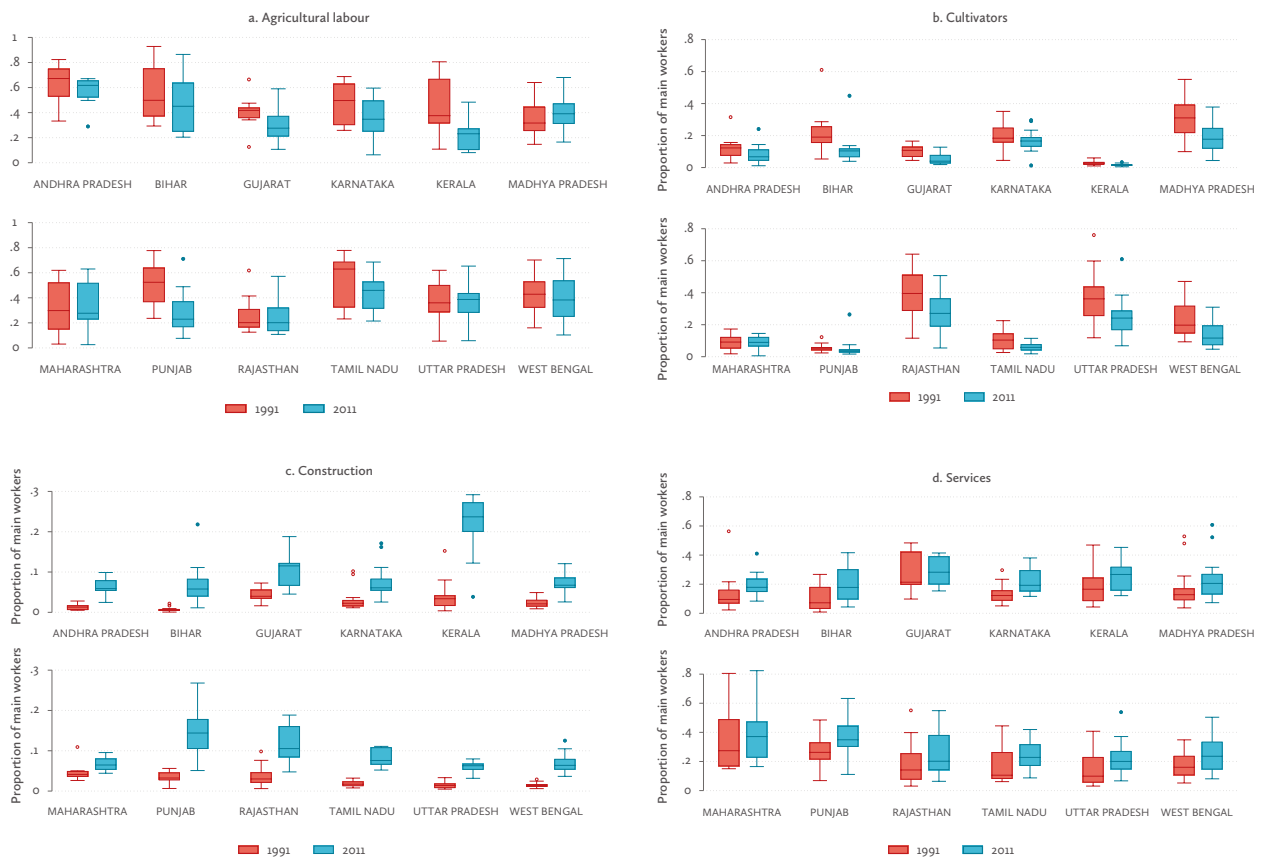 a. Agricultural labour
1
.8
.6
.4
.2
0
ANDHRA PRADESH BIHAR GUJARAT KARNATAKA KERALA MADHYA PRADESH
1
.8
.6
.4
.2
0
MAHARASHTRA PUNJAB RAJASTHAN TAMIL NADU UTTAR PRADESH WEST BENGAL
1991 2011
b. Cultivators
Proportion of main workers
.8
.6
.4
.2
0
ANDHRA PRADESH BIHAR GUJARAT KARNATAKA KERALA MADHYA PRADESH
Proportion of main workers
.8
.6
.4
.2
0
MAHARASHTRA PUNJAB RAJASTHAN TAMIL NADU UTTAR PRADESH WEST BENGAL
1991 2011
c. Construction
Proportion of main workers
.3
.2
.1
0
ANDHRA PRADESH BIHAR GUJARAT KARNATAKA KERALA MADHYA PRADESH
Proportion of main workers
.3
.2
.1
0
MAHARASHTRA PUNJAB RAJASTHAN TAMIL NADU UTTAR PRADESH WEST BENGAL
1991 2011
d. Services
Proportion of main workers
.8
.6
.4
.2
0
ANDHRA PRADESH BIHAR GUJARAT KARNATAKA KERALA MADHYA PRADESH
Proportion of main workers
.8
.6
.4
.2
0
MAHARASHTRA PUNJAB RAJASTHAN TAMIL NADU UTTAR PRADESH WEST BENGAL
1991 2011